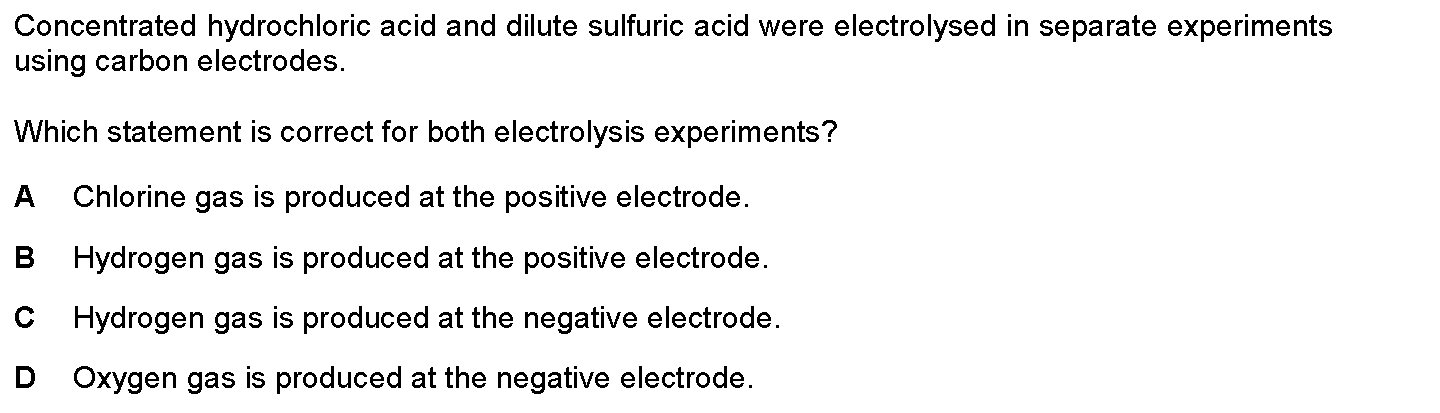 Concentrated hydrochloric acid and dilute sulfuric acid were electrolysed in separate experiments
using carbon electrodes.
Which statement is correct for both electrolysis experiments?
A Chlorine gas is produced at the positive electrode.
B Hydrogen gas is produced at the positive electrode.
C Hydrogen gas is produced at the negative electrode.
D Oxygen gas is produced at the negative electrode.